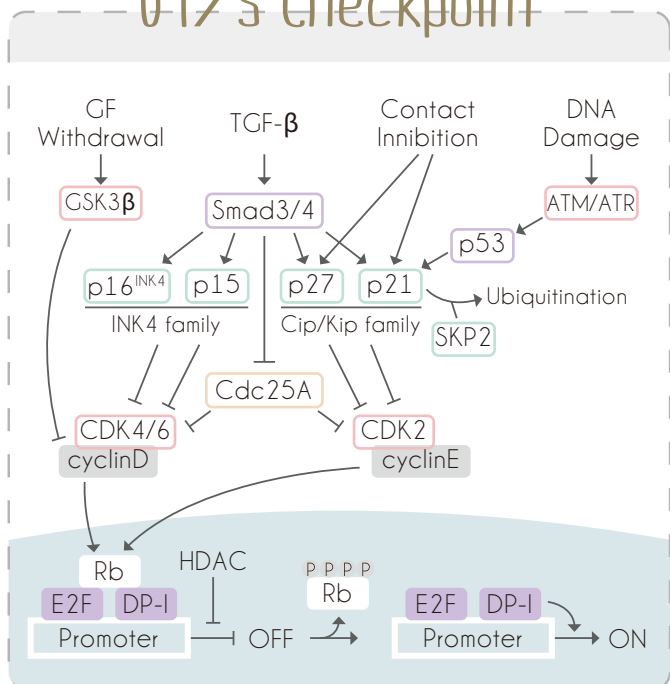 G1/S Checkpoint
GF
Withdrawal
TGF-β
Contact
Innibition
DNA
Damage
GSK3β
Smad3/4
ATM/ATR
p53
p16INK4
p15
p27
p21
Ubiquitination
INK4 family
Cip/Kip family
SKP2
Cdc25A
CDK4/6
cyclinD
CDK2
cyclinE
HDAC
Rb
P P P P
Rb
E2F
DP-I
E2F
DP-I
Promoter
OFF
Promoter
ON